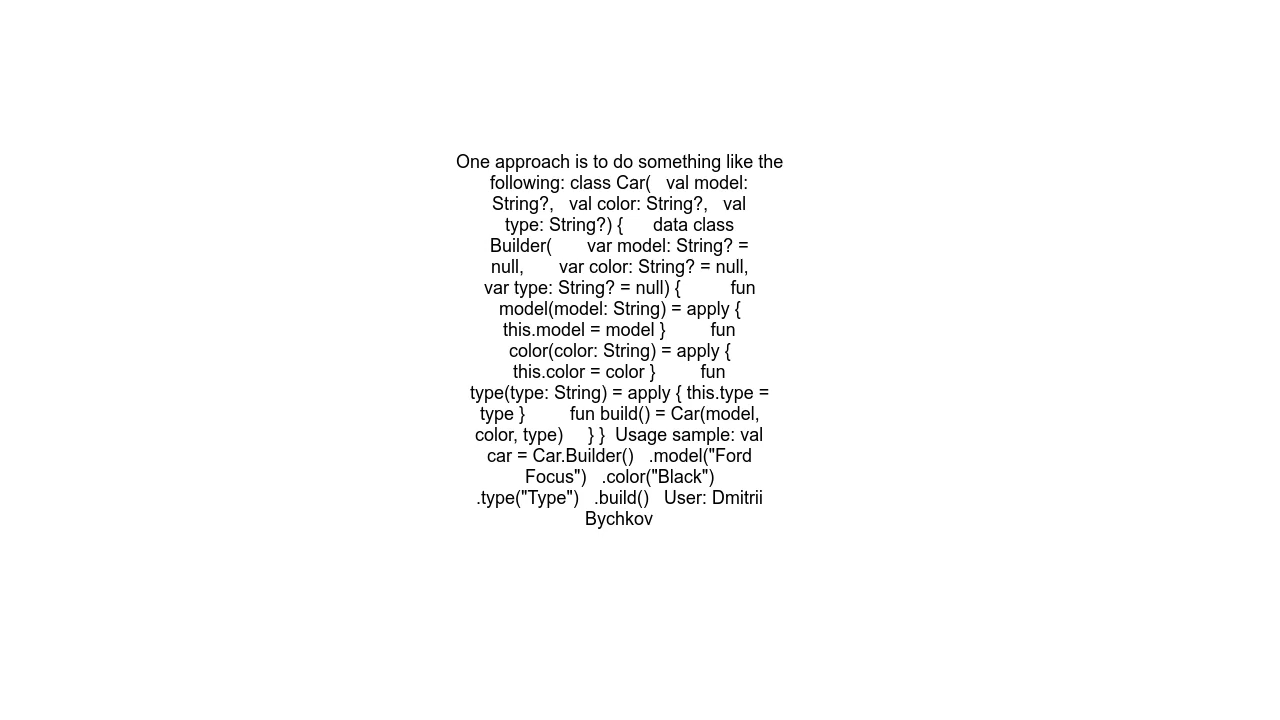 One approach is to do something like the
following: class Car(   val model:
String?,   val color: String?,   val
type: String?) {      data class
Builder(       var model: String? =
null,       var color: String? = null,
var type: String? = null) {          fun
model(model: String) = apply {
this.model = model }         fun
color(color: String) = apply {
this.color = color }         fun
type(type: String) = apply { this.type =
type }         fun build() = Car(model,
color, type)     } }  Usage sample: val
car = Car.Builder()   .model("Ford
Focus")   .color("Black")
.type("Type")   .build()   User: Dmitrii
Bychkov